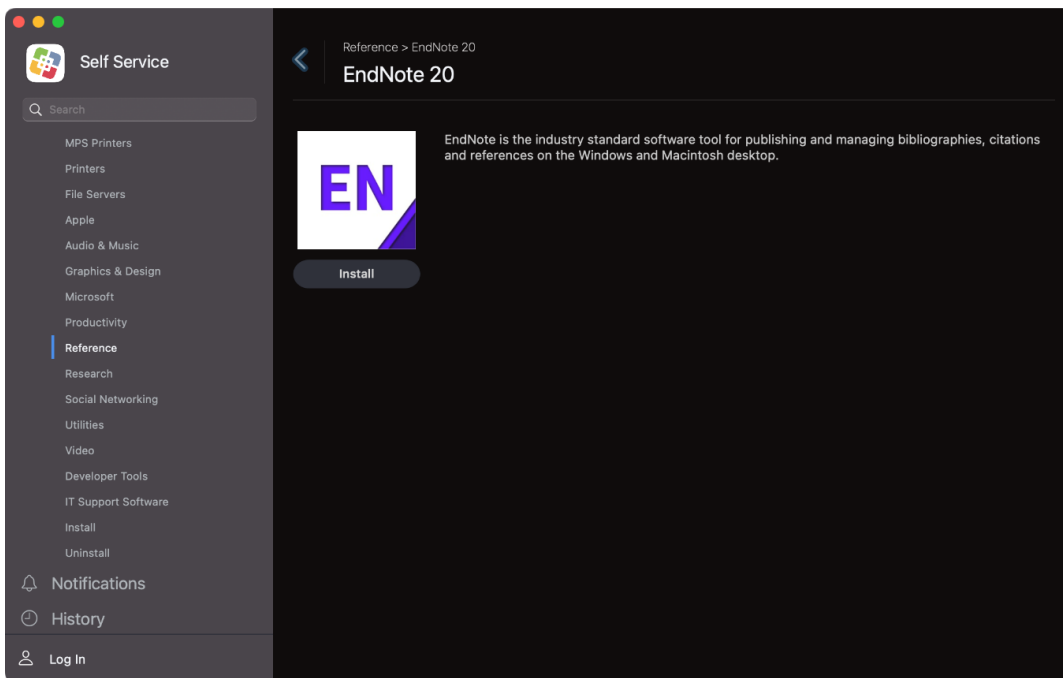 Self Service
Search
MPS Printers
Printers
File Servers
Apple
Audio & Music
Graphics & Design
Microsoft
Productivity
Reference
Research
Social Networking
Utilities
Video
Developer Tools
IT Support Software
Install
Uninstall
Notifications
History
Log In
Reference > EndNote 20
EndNote 20
EN
Install
EndNote is the industry standard software tool for publishing and managing bibliographies, citations
and references on the Windows and Macintosh desktop.